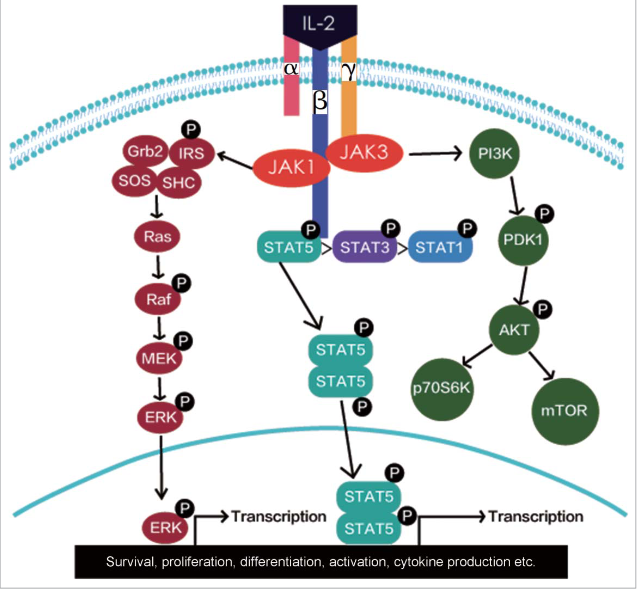 IL-2
α
γ
β
P
Grb2
IRS
SOS
SHC
JAK1
JAK3
PI3K
Ras
P
STAT5
P
>
STAT3
P
>
STAT1
P
PDK1
Raf
P
AKT
P
MEK
P
STAT5
P
STAT5
P
p70S6K
mTOR
ERK
P
ERK
P
Transcription
STAT5
P
STAT5
P
Transcription
Survival, proliferation, differentiation, activation, cytokine production etc.